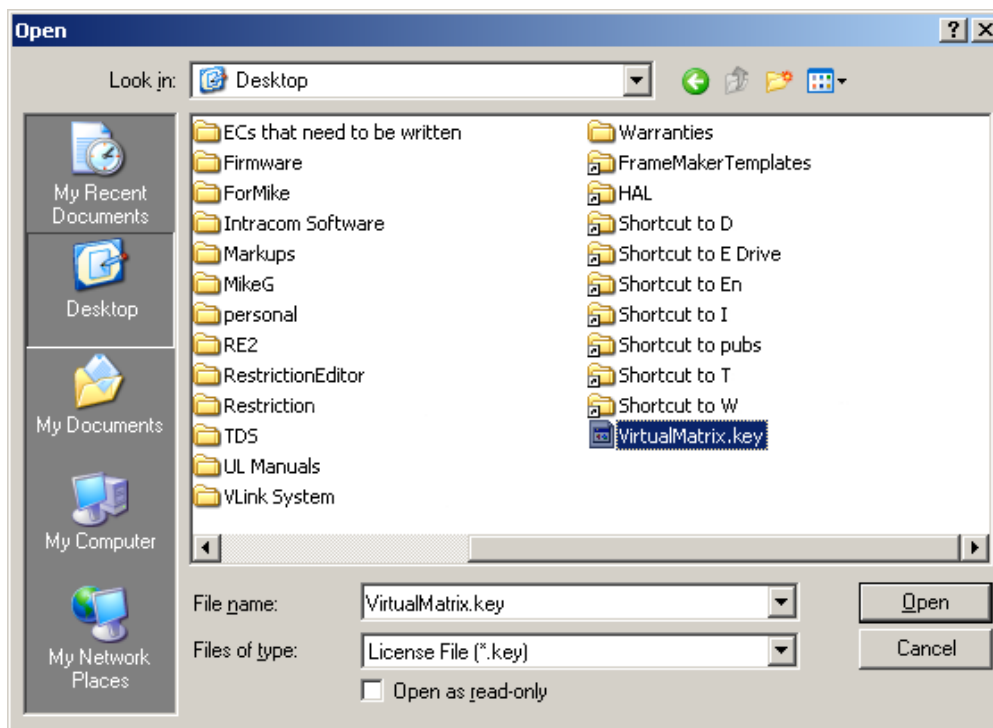 Open
Look in:
Desktop
My Recent
Documents
Desktop
My Documents
My Computer
My Network
Places
ECs that need to be written
Firmware
ForMike
Intracom Software
Markups
MikeG
personal
RE2
RestrictionEditor
Restriction
TDS
UL Manuals
VLink System
Warranties
FrameMakerTemplates
HAL
Shortcut to D
Shortcut to E Drive
Shortcut to En
Shortcut to I
Shortcut to pubs
Shortcut to T
Shortcut to W
VirtualMatrix.key
File name:
VirtualMatrix.key
Open
Files of type:
License File (*.key)
Cancel
Open as read-only